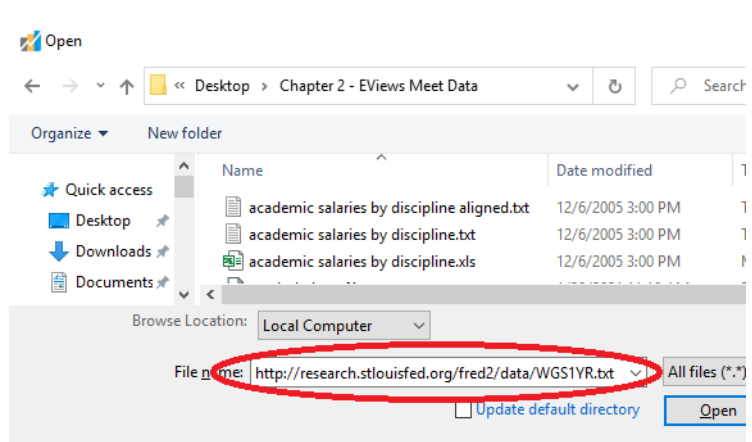 Open
« Desktop > Chapter 2 - EViews Meet Data
Search
Organize New folder
Name Date modified
Quick access
Desktop
Downloads
Documents
academic salaries by discipline aligned.txt 12/6/2005 3:00 PM
academic salaries by discipline.txt 12/6/2005 3:00 PM
academic salaries by discipline.xls 12/6/2005 3:00 PM
Browse Location: Local Computer
File name: http://research.stlouisfed.org/fred2/data/WGS1YR.txt All files (*.*)
Update default directory Open